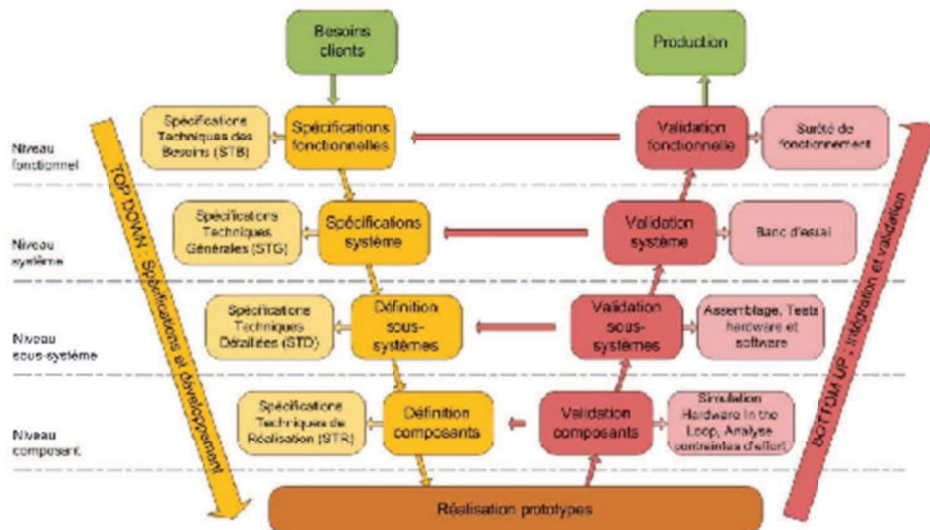 Besoins
clients
Production
Spécifications
Techniques des
Besoins (STB)
Spécifications
fonctionnelles
Validation
fonctionnelle
Sureté de
fonctionnement
Niveau
fonctionnel
Spécifications
Techniques
Générales (STG)
Spécifications
système
Validation
système
Banc d'essai
Niveau
système
Spécifications
Techniques
Détaillées (STD)
Définition
sous-
systèmes
Validation
sous-
systèmes
Assemblage, Tests
hardware et
software
Niveau
sous-système
Spécifications
Techniques de
Réalisation (STR)
Définition
composants
Validation
composants
Simulation
Hardware In the
Loop, Analyse
contraintes d'effort
Niveau
composant
Réalisation prototypes
TOP DOWN : Spécifications et développement
BOTTOM UP : Intégration et validation